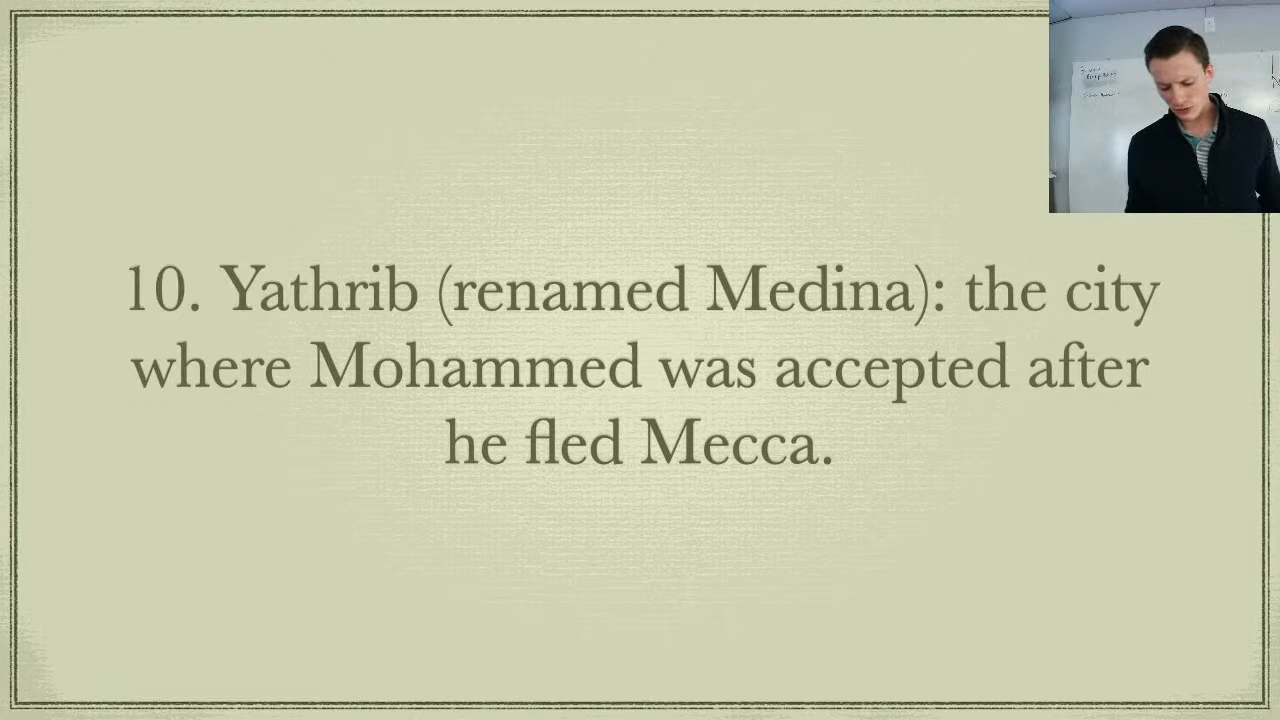 10. Yathrib (renamed Medina): the city
where Mohammed was accepted after
he fled Mecca.